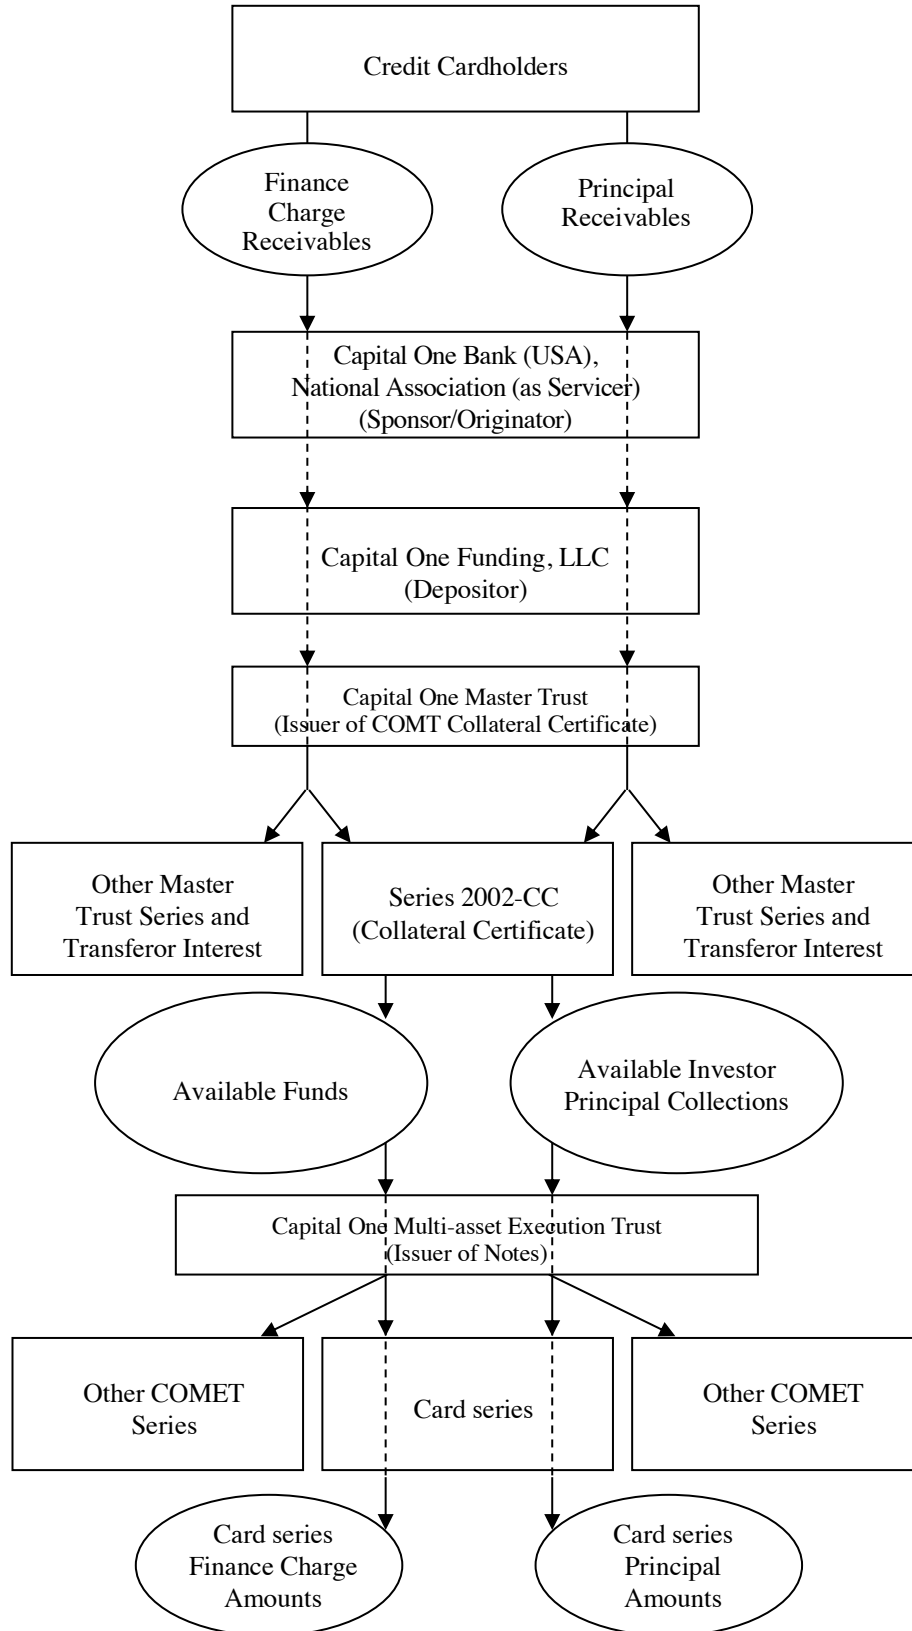 Credit Cardholders
Finance
Charge
Receivables
Principal
Receivables
Capital One Bank (USA),
National Association (as Servicer)
(Sponsor/Originator)
Capital One Funding, LLC
(Depositor)
Capital One Master Trust
(Issuer of COMT Collateral Certificate)
Other Master
Trust Series and
Transferor Interest
Series 2002-CC
(Collateral Certificate)
Other Master
Trust Series and
Transferor Interest
Available Funds
Available Investor
Principal Collections
Capital One Multi-asset Execution Trust
(Issuer of Notes)
Other COMET
Series
Card series
Other COMET
Series
Card series
Finance Charge
Amounts
Card series
Principal
Amounts